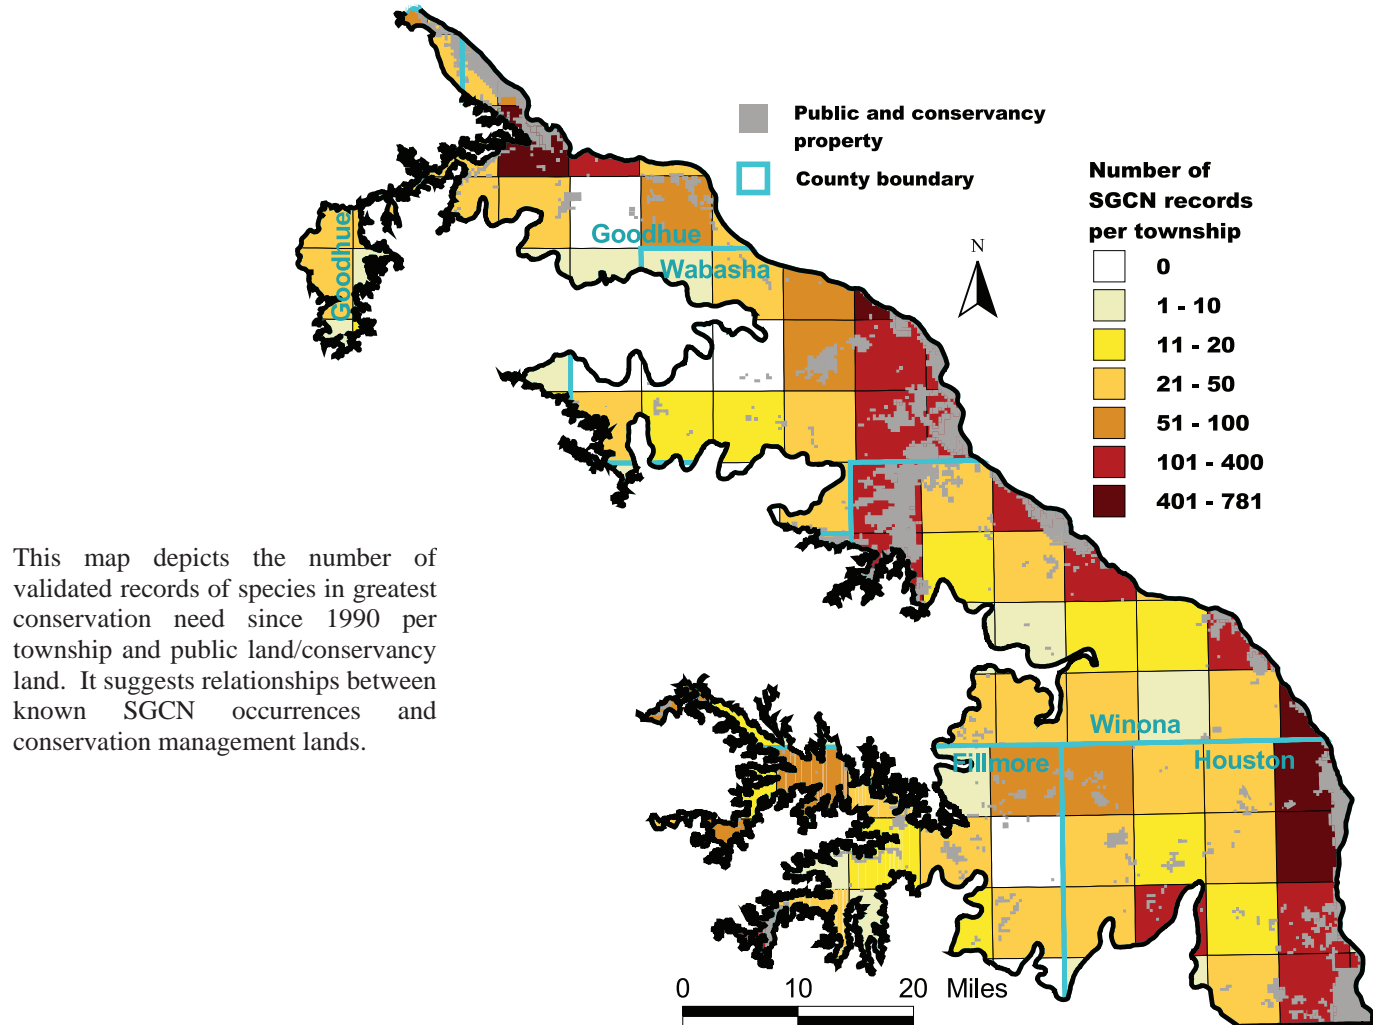 Public and conservancy
property
County boundary
Number of
SGCN records
per township
0
1 - 10
11 - 20
21 - 50
51 - 100
101 - 400
401 - 781
N
Goodhue
Goodhue
Wabasha
Winona
Fillmore
Houston
This map depicts the number of
validated records of species in greatest
conservation need since 1990 per
township and public land/conservancy
land. It suggests relationships between
known SGCN occurrences and
conservation management lands.
0 10 20 Miles